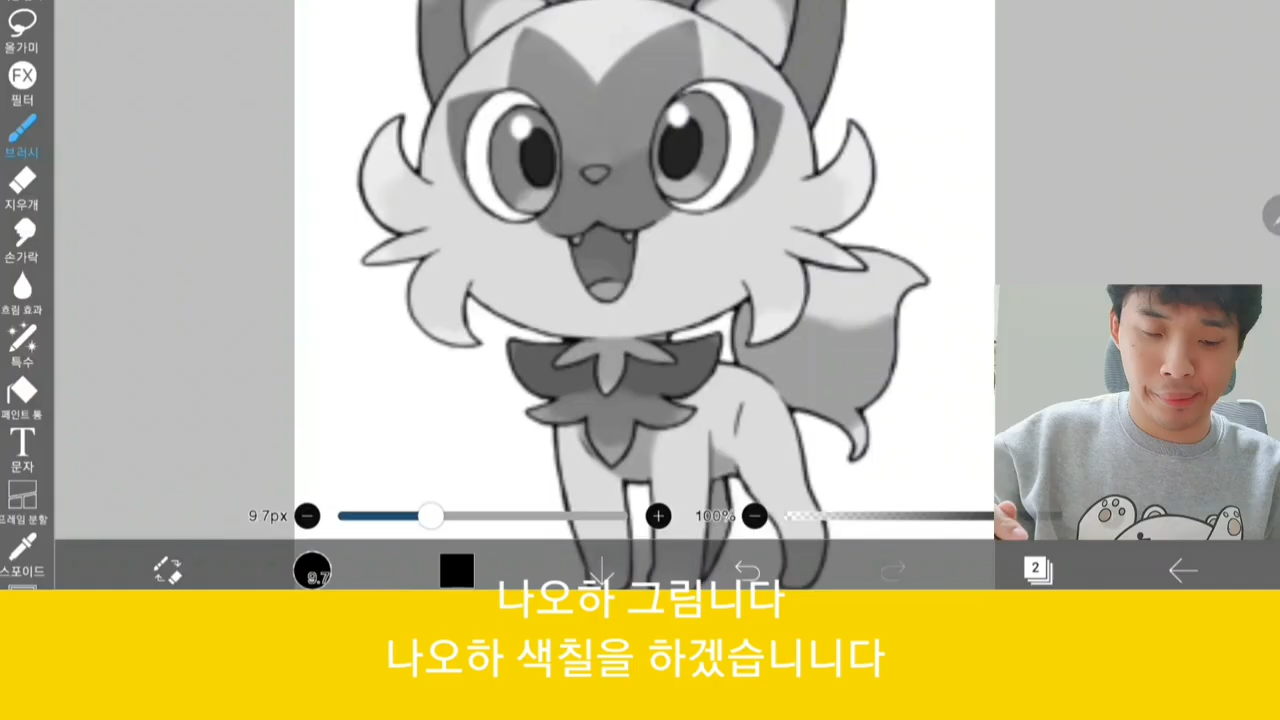 올가미
FX
필터
브러시
지우개
손가락
흐림 효과
특수
페인트 통
T
문자
프레임 분할
스포이드
9.7px
100%
9.7
2
나오하 그림니다
나오하 색칠을 하겠습니니다